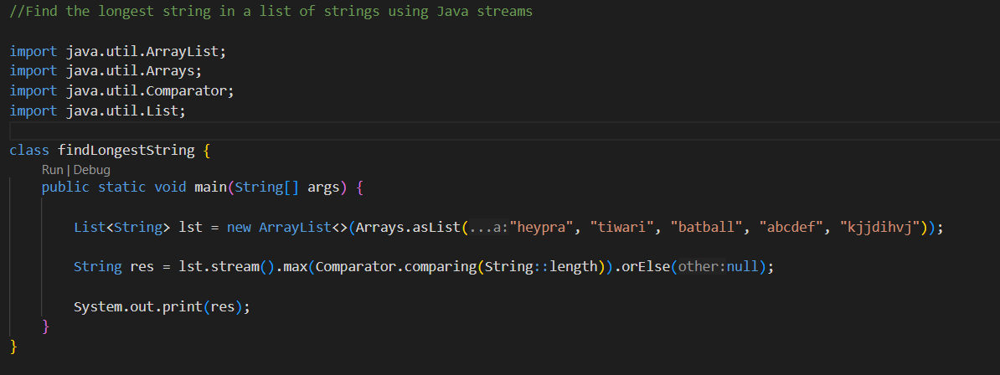 //Find the longest string in a list of strings using Java streams
import java.util.ArrayList;
import java.util.Arrays;
import java.util.Comparator;
import java.util.List;
class findLongestString {
Run | Debug
public static void main(String[] args) {
List<String> lst = new ArrayList<>(Arrays.asList(...a:"heypra", "tiwari", "batball", "abcdef", "kjjdihvj"));
String res = lst.stream().max(Comparator.comparing(String::length)).orElse(other:null);
System.out.print(res);
}
}